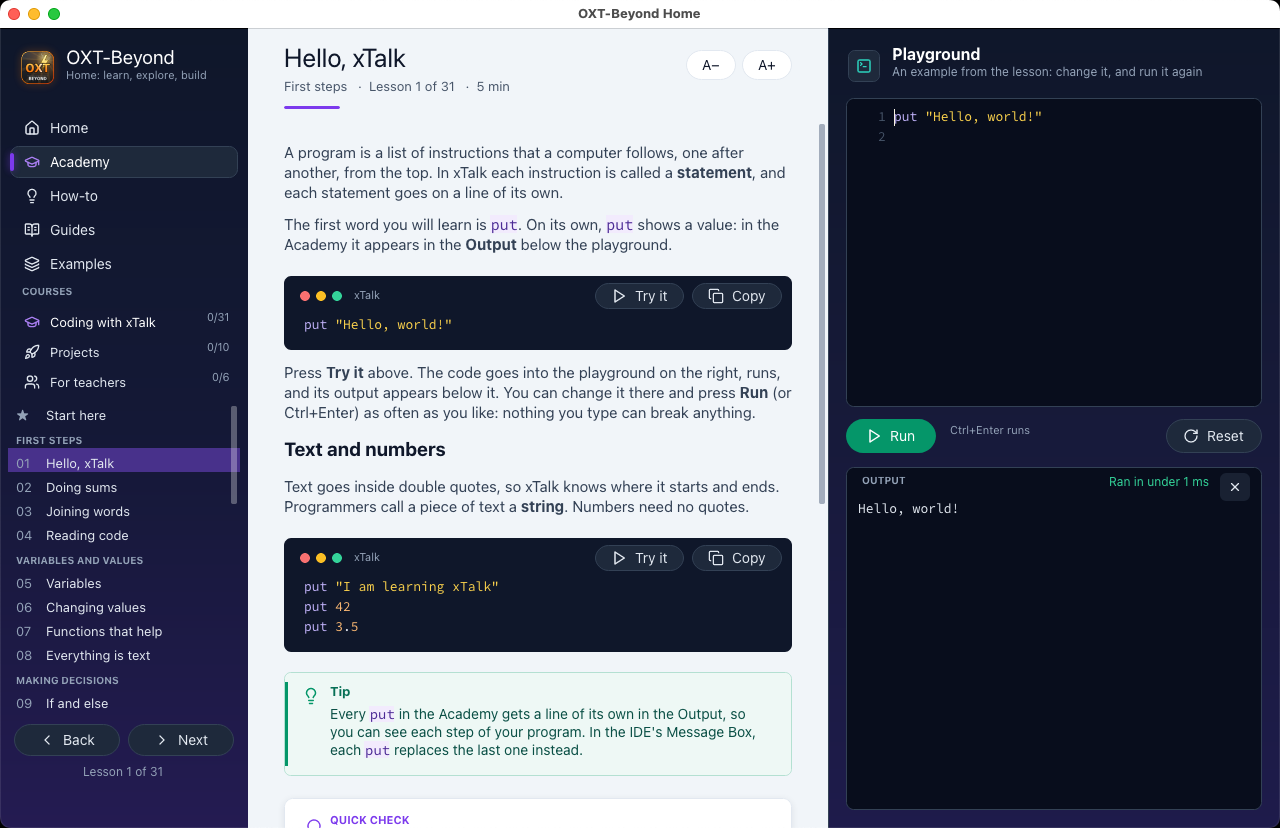 OXT-Beyond Home
OXT
BEYOND
OXT-Beyond
Home: learn, explore, build
Home
Academy
How-to
Guides
Examples
COURSES
Coding with xTalk 0/31
Projects 0/10
For teachers 0/6
Start here
FIRST STEPS
01 Hello, xTalk
02 Doing sums
03 Joining words
04 Reading code
VARIABLES AND VALUES
05 Variables
06 Changing values
07 Functions that help
08 Everything is text
MAKING DECISIONS
09 If and else
Back Next
Lesson 1 of 31
Hello, xTalk
A− A+
First steps · Lesson 1 of 31 · 5 min
A program is a list of instructions that a computer follows, one after
another, from the top. In xTalk each instruction is called a statement, and
each statement goes on a line of its own.
The first word you will learn is put. On its own, put shows a value: in the
Academy it appears in the Output below the playground.
xTalk Try it Copy
put "Hello, world!"
Press Try it above. The code goes into the playground on the right, runs,
and its output appears below it. You can change it there and press Run (or
Ctrl+Enter) as often as you like: nothing you type can break anything.
Text and numbers
Text goes inside double quotes, so xTalk knows where it starts and ends.
Programmers call a piece of text a string. Numbers need no quotes.
xTalk Try it Copy
put "I am learning xTalk"
put 42
put 3.5
Tip
Every put in the Academy gets a line of its own in the Output, so
you can see each step of your program. In the IDE's Message Box,
each put replaces the last one instead.
QUICK CHECK
Playground
An example from the lesson: change it, and run it again
1 put "Hello, world!"
2
Run Ctrl+Enter runs Reset
OUTPUT Ran in under 1 ms
Hello, world!